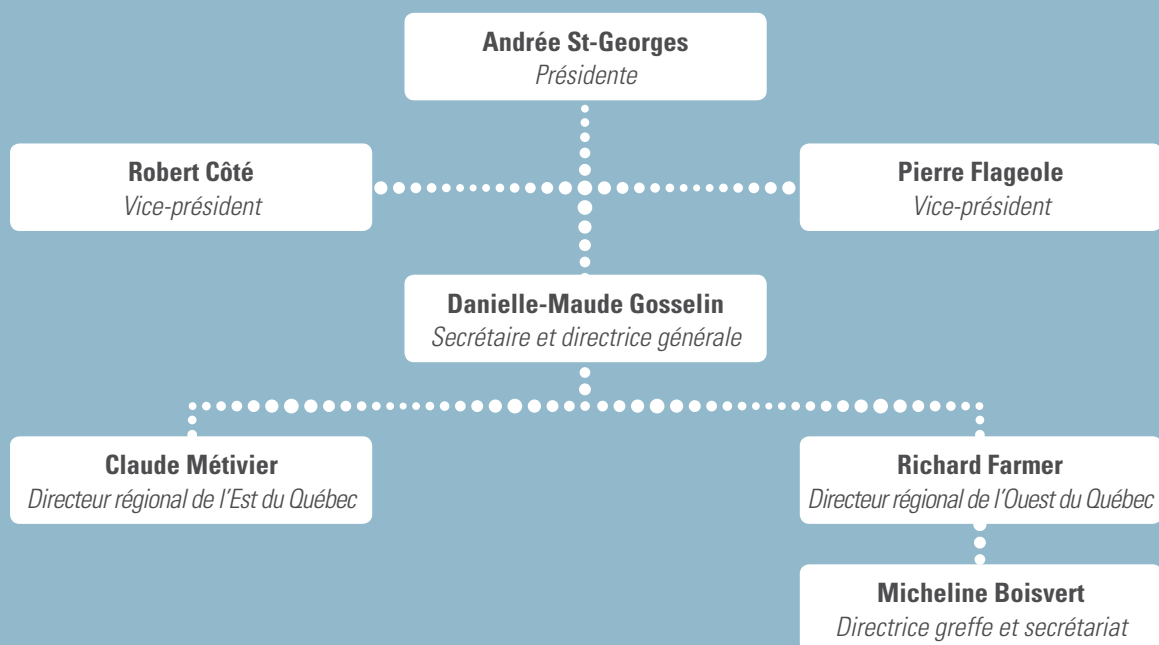 Andrée St-Georges
Présidente
Robert Côté
Vice-président
Pierre Flageole
Vice-président
Danielle-Maude Gosselin
Secrétaire et directrice générale
Claude Métivier
Directeur régional de l'Est du Québec
Richard Farmer
Directeur régional de l'Ouest du Québec
Micheline Boisvert
Directrice greffe et secrétariat